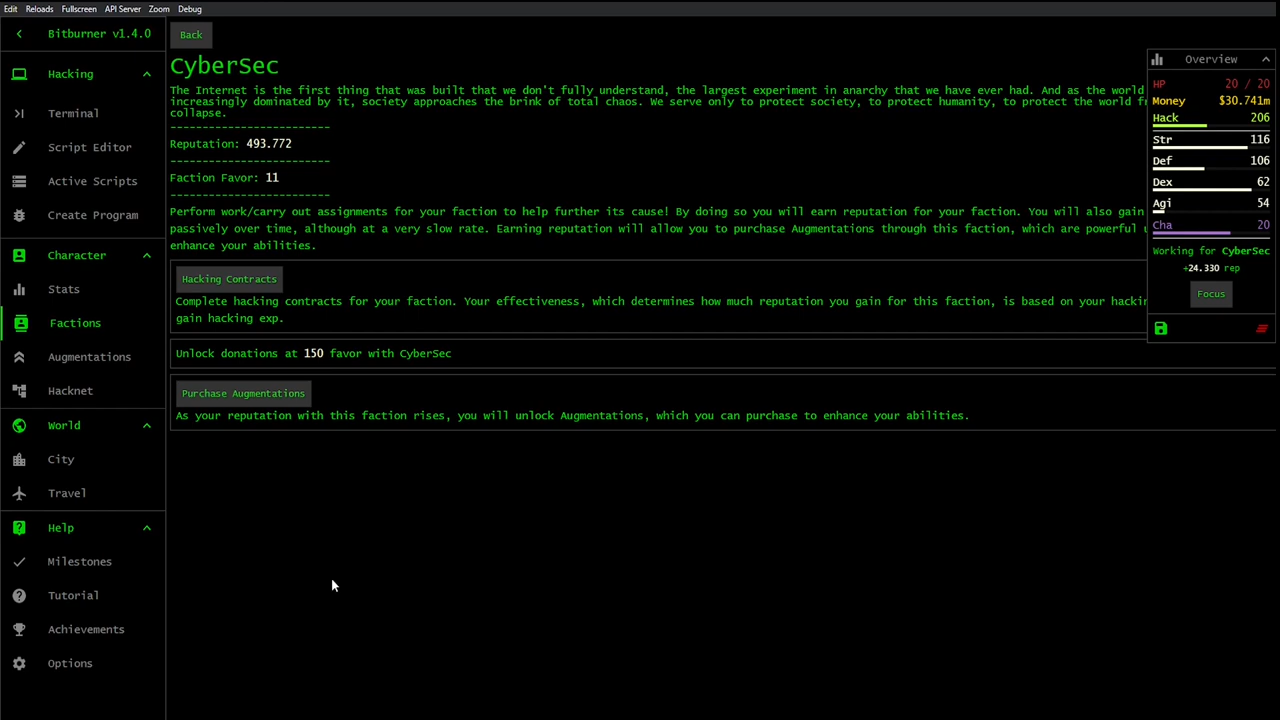 Edit Reloads Fullscreen API Server Zoom Debug
Bitburner v1.4.0
Hacking
Terminal
Script Editor
Active Scripts
Create Program
Character
Stats
Factions
Augmentations
Hacknet
World
City
Travel
Help
Milestones
Tutorial
Achievements
Options
Back
CyberSec
The Internet is the first thing that was built that we don't fully understand, the largest experiment in anarchy that we have ever had. And as the world
increasingly dominated by it, society approaches the brink of total chaos. We serve only to protect society, to protect humanity, to protect the world fr
collapse.
------------------------
Reputation: 493.772
------------------------
Faction Favor: 11
------------------------
Perform work/carry out assignments for your faction to help further its cause! By doing so you will earn reputation for your faction. You will also gain
passively over time, although at a very slow rate. Earning reputation will allow you to purchase Augmentations through this faction, which are powerful u
enhance your abilities.
Hacking Contracts
Complete hacking contracts for your faction. Your effectiveness, which determines how much reputation you gain for this faction, is based on your hackin
gain hacking exp.
Unlock donations at 150 favor with CyberSec
Purchase Augmentations
As your reputation with this faction rises, you will unlock Augmentations, which you can purchase to enhance your abilities.
Overview
HP 20 / 20
Money $30.741m
Hack 206
Str 116
Def 106
Dex 62
Agi 54
Cha 20
Working for CyberSec
+24.330 rep
Focus